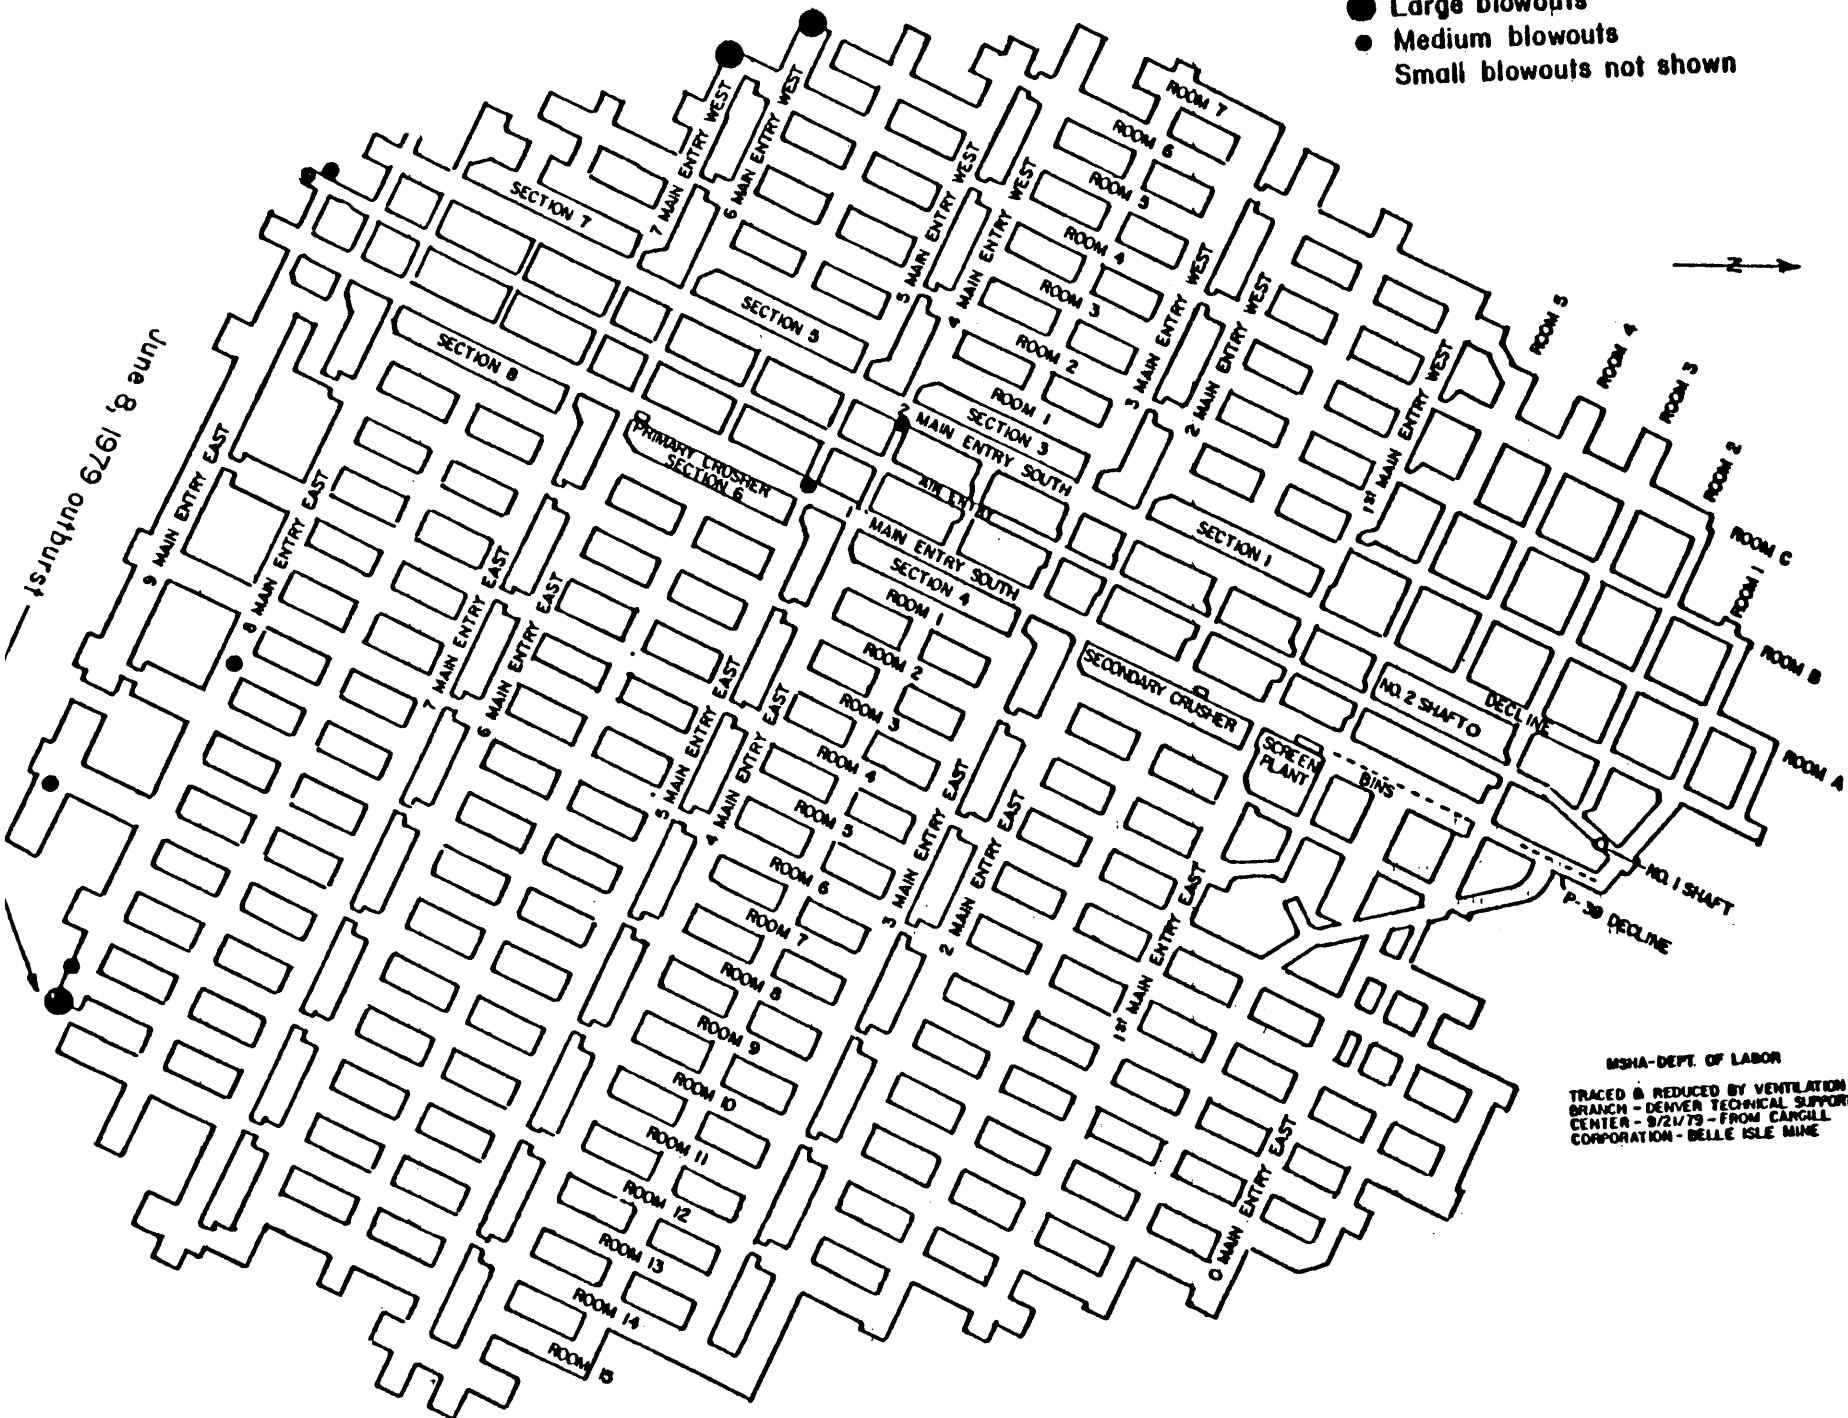 Large blowouts
Medium blowouts
Small blowouts not shown
N
June 8, 1979 outburst
ROOM 7
ROOM 6
ROOM 5
ROOM 4
ROOM 3
ROOM 2
ROOM 1
SECTION 3
2 MAIN ENTRY SOUTH
AIR ENTRY
1 MAIN ENTRY SOUTH
SECTION 4
SECTION 7
SECTION 5
SECTION 8
PRIMARY CRUSHER
SECTION 6
SECTION 1
7 MAIN ENTRY WEST
6 MAIN ENTRY WEST
5 MAIN ENTRY WEST
4 MAIN ENTRY WEST
3 MAIN ENTRY WEST
2 MAIN ENTRY WEST
1st MAIN ENTRY WEST
ROOM 5
ROOM 4
ROOM 3
ROOM 2
ROOM C
ROOM 1
ROOM B
ROOM A
9 MAIN ENTRY EAST
8 MAIN ENTRY EAST
7 MAIN ENTRY EAST
6 MAIN ENTRY EAST
5 MAIN ENTRY EAST
4 MAIN ENTRY EAST
3 MAIN ENTRY EAST
2 MAIN ENTRY EAST
1st MAIN ENTRY EAST
0 MAIN ENTRY EAST
ROOM 1
ROOM 2
ROOM 3
ROOM 4
ROOM 5
ROOM 6
ROOM 7
ROOM 8
ROOM 9
ROOM 10
ROOM 11
ROOM 12
ROOM 13
ROOM 14
ROOM 15
SECONDARY CRUSHER
SCREEN
PLANT
BINS
NO. 2 SHAFT
DECLINE
NO. 1 SHAFT
P-39 DECLINE
MSHA-DEPT. OF LABOR
TRACED & REDUCED BY VENTILATION
BRANCH - DENVER TECHNICAL SUPPORT
CENTER - 9/21/79 - FROM CARGILL
CORPORATION - BELLE ISLE MINE